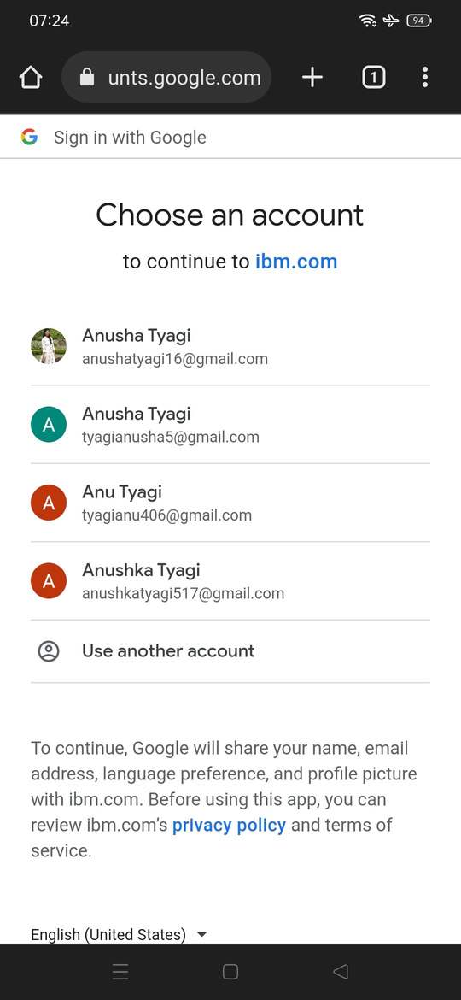 07:24
94
unts.google.com
1
Sign in with Google
Choose an account
to continue to ibm.com
Anusha Tyagi
anushatyagi16@gmail.com
A
Anusha Tyagi
tyagianusha5@gmail.com
A
Anu Tyagi
tyagianu406@gmail.com
A
Anushka Tyagi
anushkatyagi517@gmail.com
Use another account
To continue, Google will share your name, email
address, language preference, and profile picture
with ibm.com. Before using this app, you can
review ibm.com’s privacy policy and terms of
service.
English (United States)